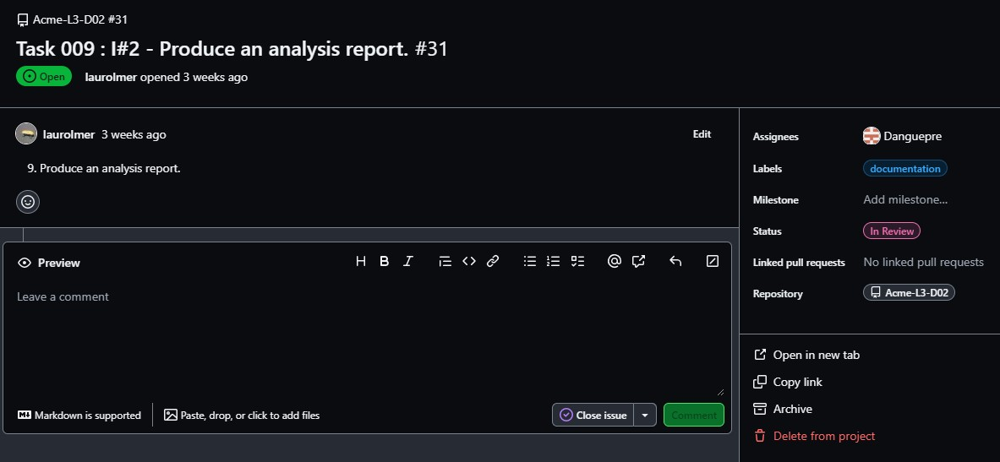 Acme-L3-D02 #31
Task 009 : I#2 - Produce an analysis report. #31
Open laurolmer opened 3 weeks ago
laurolmer 3 weeks ago Edit
9. Produce an analysis report.
Preview H B I
Leave a comment
Markdown is supported Paste, drop, or click to add files Close issue Comment
Assignees Danguepre
Labels documentation
Milestone Add milestone...
Status In Review
Linked pull requests No linked pull requests
Repository Acme-L3-D02
Open in new tab
Copy link
Archive
Delete from project